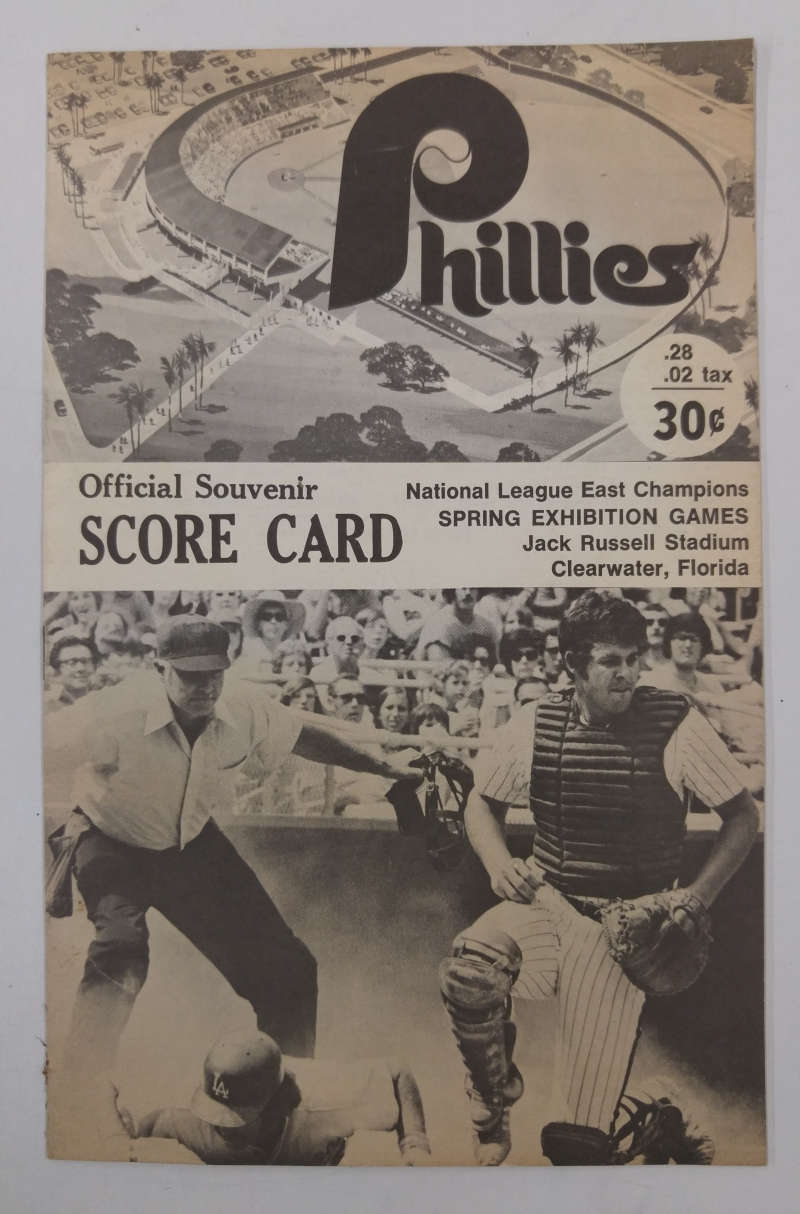 Phillies
.28
.02 tax
30¢
Official Souvenir
SCORE CARD
National League East Champions
SPRING EXHIBITION GAMES
Jack Russell Stadium
Clearwater, Florida
LA